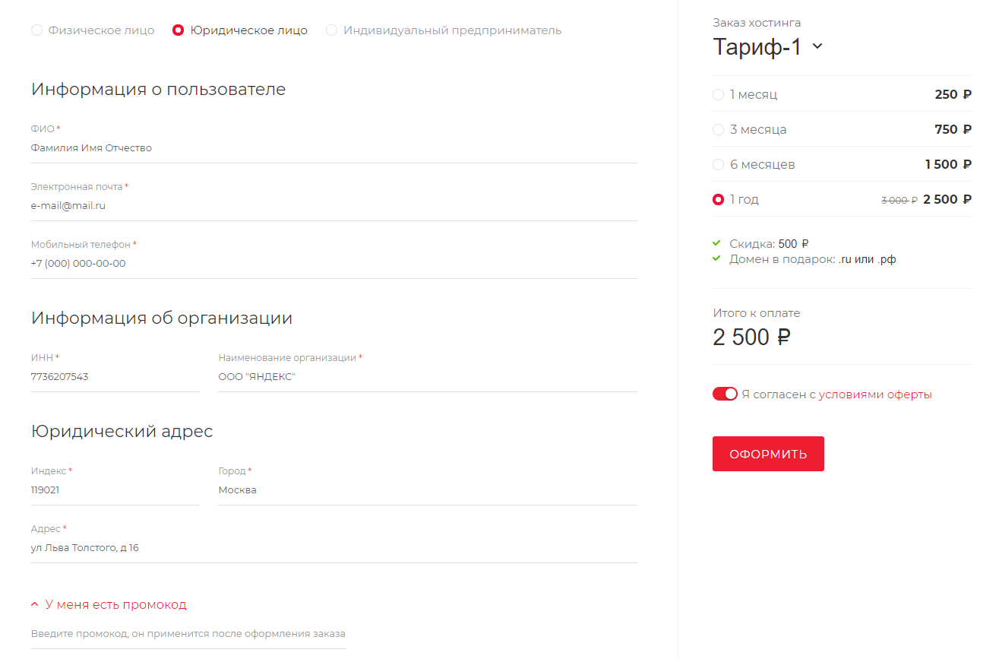 Физическое лицо
Юридическое лицо
Индивидуальный предприниматель
Информация о пользователе
ФИО *
Фамилия Имя Отчество
Электронная почта *
e-mail@mail.ru
Мобильный телефон *
+7 (000) 000-00-00
Информация об организации
ИНН *
7736207543
Наименование организации *
ООО "ЯНДЕКС"
Юридический адрес
Индекс *
119021
Город *
Москва
Адрес *
ул Льва Толстого, д 16
У меня есть промокод
Введите промокод, он применится после оформления заказа
Заказ хостинга
Тариф-1
1 месяц 250 ₽
3 месяца 750 ₽
6 месяцев 1 500 ₽
1 год 3 000 ₽ 2 500 ₽
Скидка: 500 ₽
Домен в подарок: .ru или .рф
Итого к оплате
2 500 ₽
Я согласен с условиями оферты
ОФОРМИТЬ